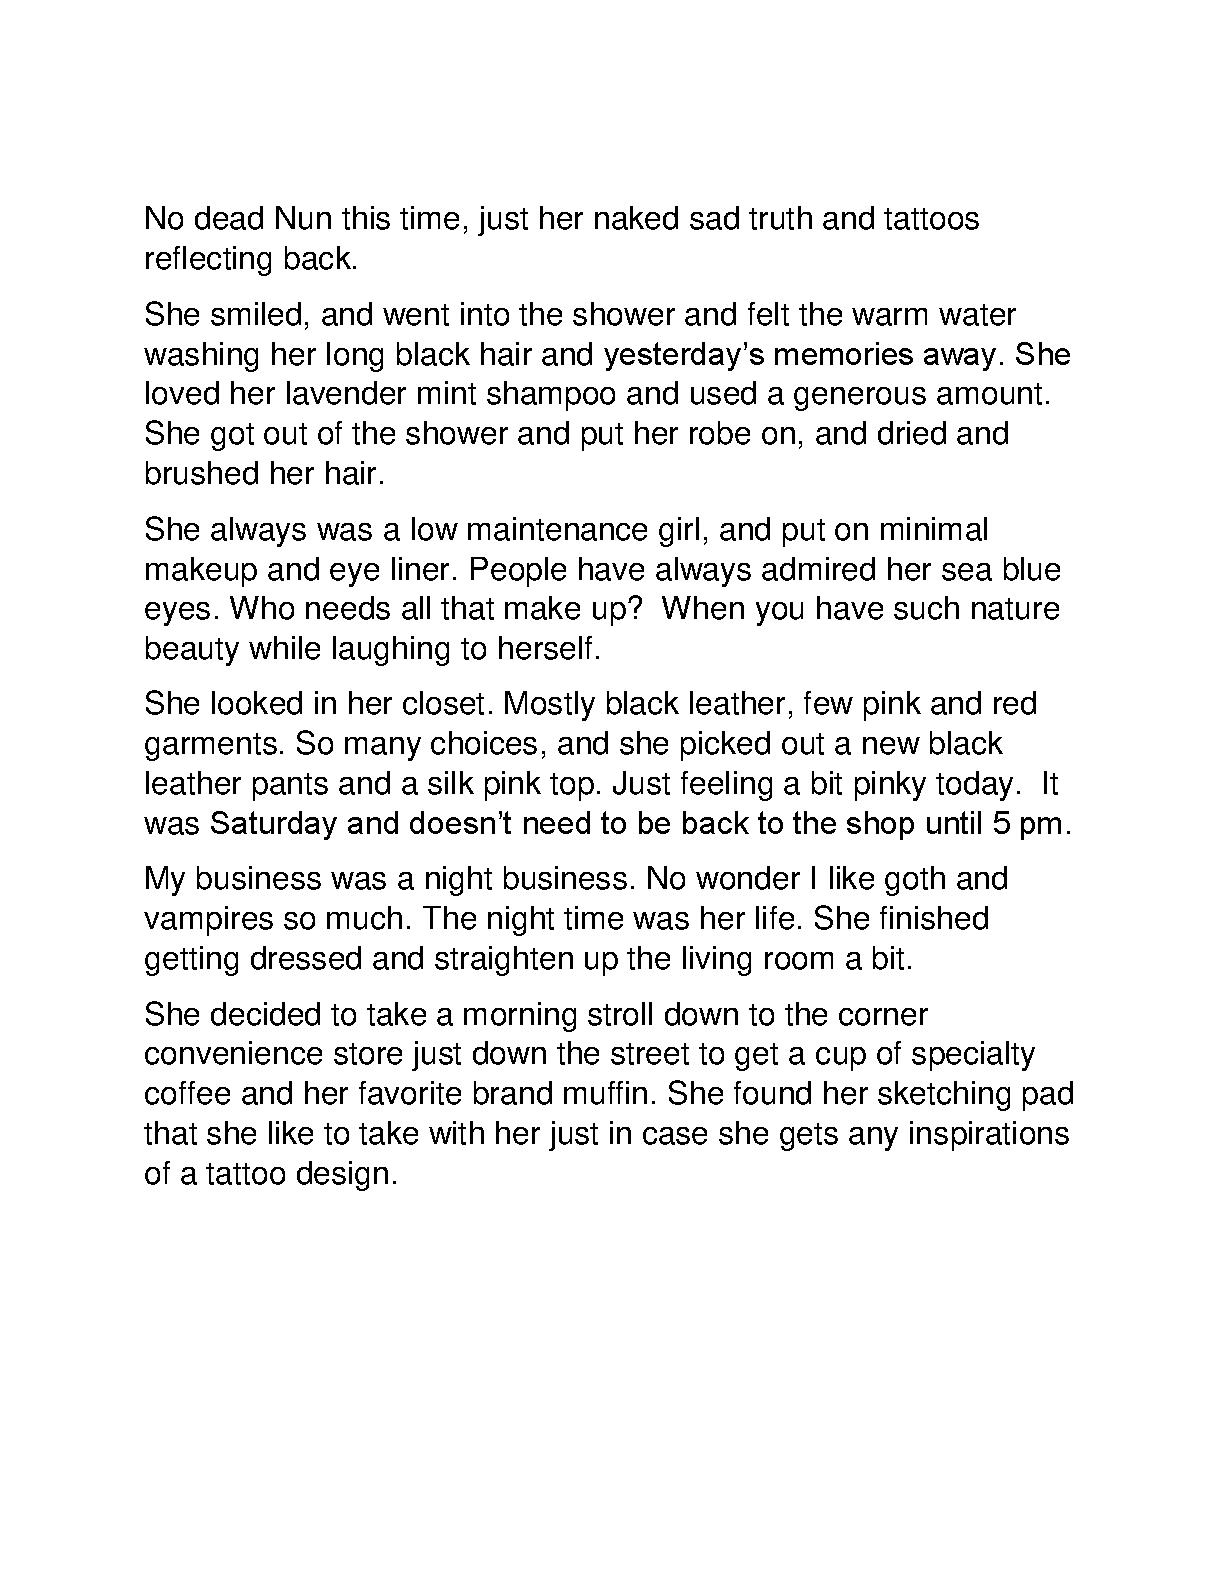 No dead Nun this time, just her naked sad truth and tattoos
reflecting back.
She smiled, and went into the shower and felt the warm water
washing her long black hair and yesterday’s memories away. She
loved her lavender mint shampoo and used a generous amount.
She got out of the shower and put her robe on, and dried and
brushed her hair.
She always was a low maintenance girl, and put on minimal
makeup and eye liner. People have always admired her sea blue
eyes. Who needs all that make up?  When you have such nature
beauty while laughing to herself.
She looked in her closet. Mostly black leather, few pink and red
garments. So many choices, and she picked out a new black
leather pants and a silk pink top. Just feeling a bit pinky today.  It
was Saturday and doesn’t need to be back to the shop until 5 pm.
My business was a night business. No wonder I like goth and
vampires so much. The night time was her life. She finished
getting dressed and straighten up the living room a bit.
She decided to take a morning stroll down to the corner
convenience store just down the street to get a cup of specialty
coffee and her favorite brand muffin. She found her sketching pad
that she like to take with her just in case she gets any inspirations
of a tattoo design.